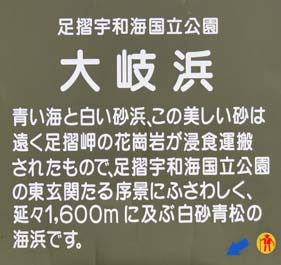 足摺宇和海国立公園
大岐浜
青い海と白い砂浜、この美しい砂は
遠く足摺岬の花崗岩が浸食運搬
されたもので、足摺宇和海国立公園
の東玄関たる序景にふさわしく、
延々1,600mに及ぶ白砂青松の
海浜です。